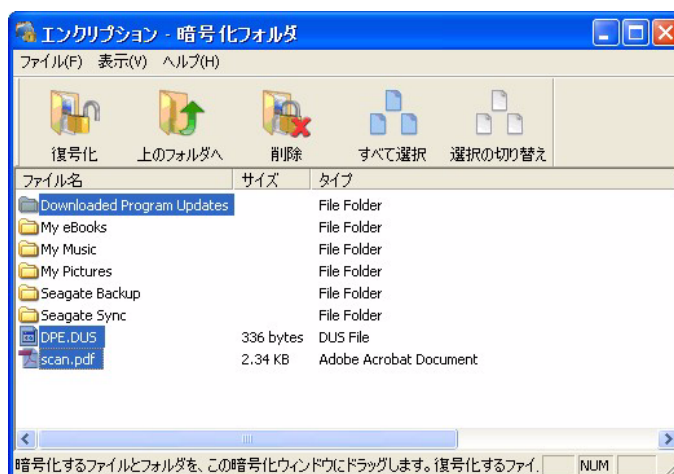 エンクリプション - 暗号化フォルダ
ファイル(F) 表示(V) ヘルプ(H)
復号化 上のフォルダへ 削除 すべて選択 選択の切り替え
ファイル名 サイズ タイプ
Downloaded Program Updates File Folder
My eBooks File Folder
My Music File Folder
My Pictures File Folder
Seagate Backup File Folder
Seagate Sync File Folder
DPE.DUS 336 bytes DUS File
scan.pdf 2.34 KB Adobe Acrobat Document
暗号化するファイルとフォルダを、この暗号化ウィンドウにドラッグします。復号化するファイ. NUM